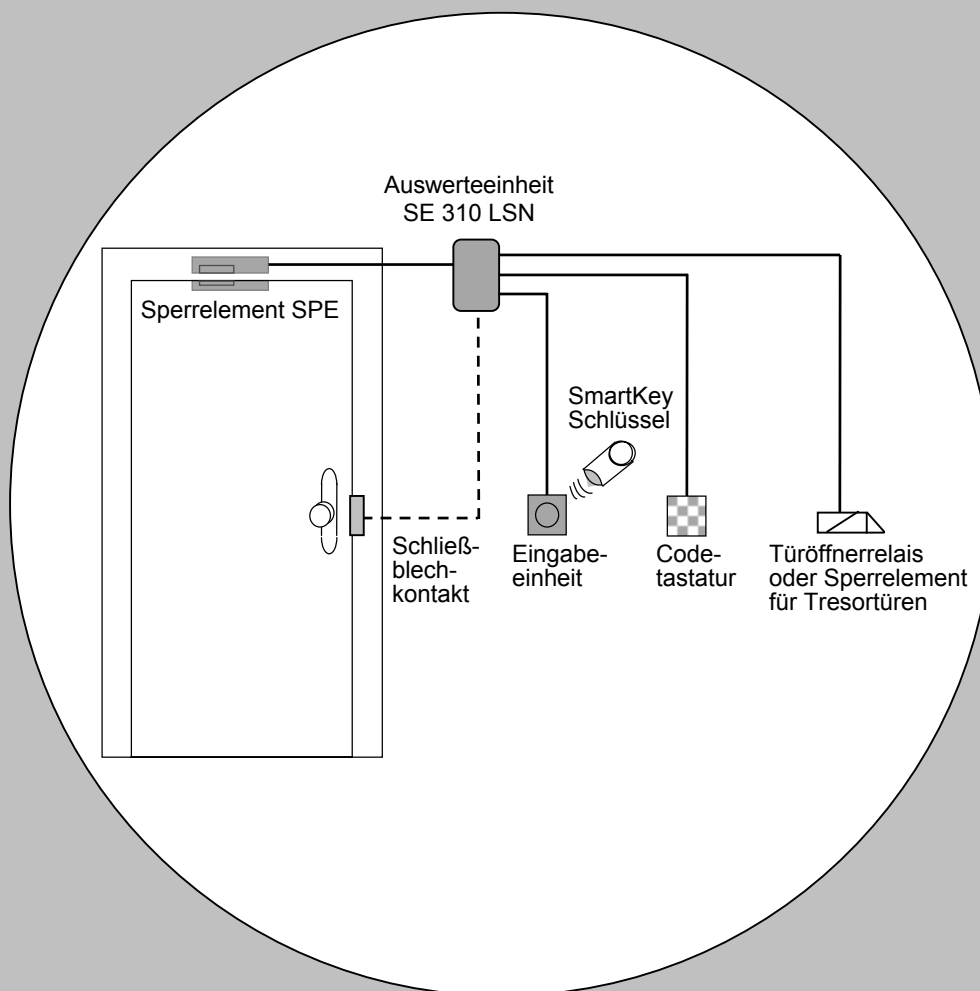 Auswerteeinheit
SE 310 LSN
Sperrelement SPE
SmartKey
Schlüssel
Schließ-
blech-
kontakt
Eingabe-
einheit
Code-
tastatur
Türöffnerrelais
oder Sperrelement
für Tresortüren